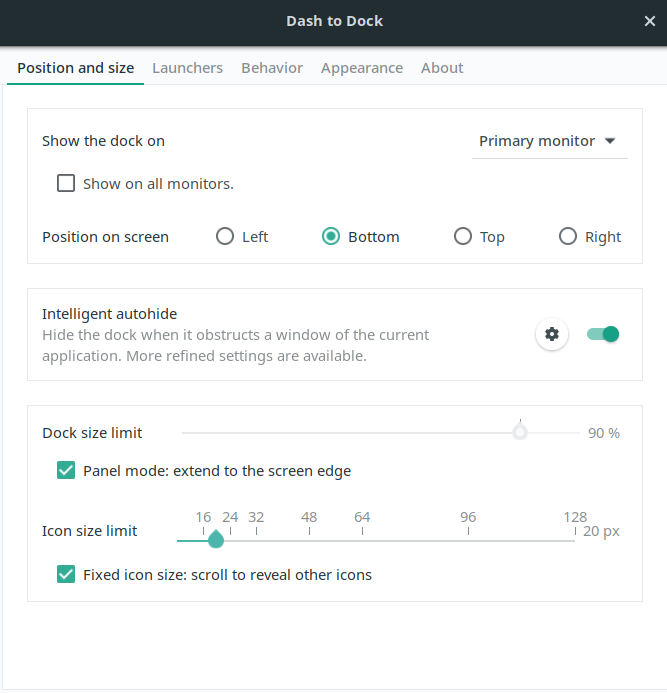 Dash to Dock
Position and size Launchers Behavior Appearance About
Show the dock on Primary monitor
Show on all monitors.
Position on screen Left Bottom Top Right
Intelligent autohide
Hide the dock when it obstructs a window of the current
application. More refined settings are available.
Dock size limit 90 %
Panel mode: extend to the screen edge
16 24 32 48 64 96 128
Icon size limit 20 px
Fixed icon size: scroll to reveal other icons